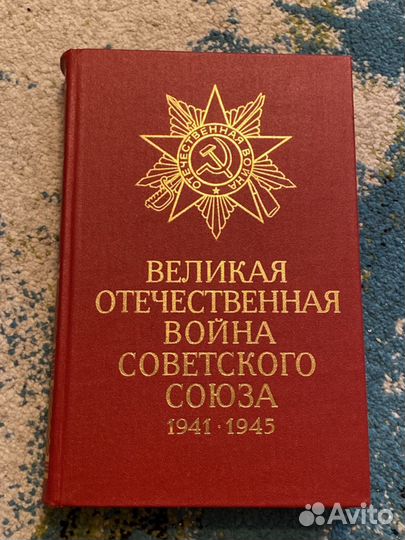 ОТЕЧЕСТВЕННАЯ ВОЙНА
ВЕЛИКАЯ
ОТЕЧЕСТВЕННАЯ
ВОЙНА
СОВЕТСКОГО
СОЮЗА
1941 · 1945
Avito